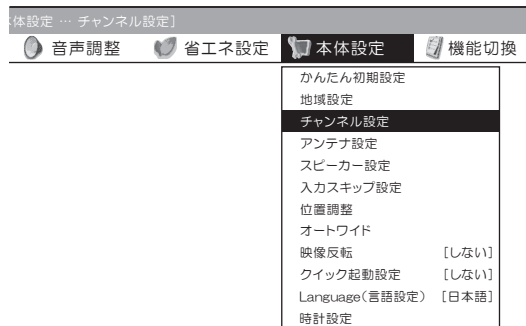 体設定 … チャンネル設定]
音声調整 省エネ設定 本体設定 機能切換
かんたん初期設定
地域設定
チャンネル設定
アンテナ設定
スピーカー設定
入力スキップ設定
位置調整
オートワイド
映像反転 [しない]
クイック起動設定 [しない]
Language(言語設定) [日本語]
時計設定